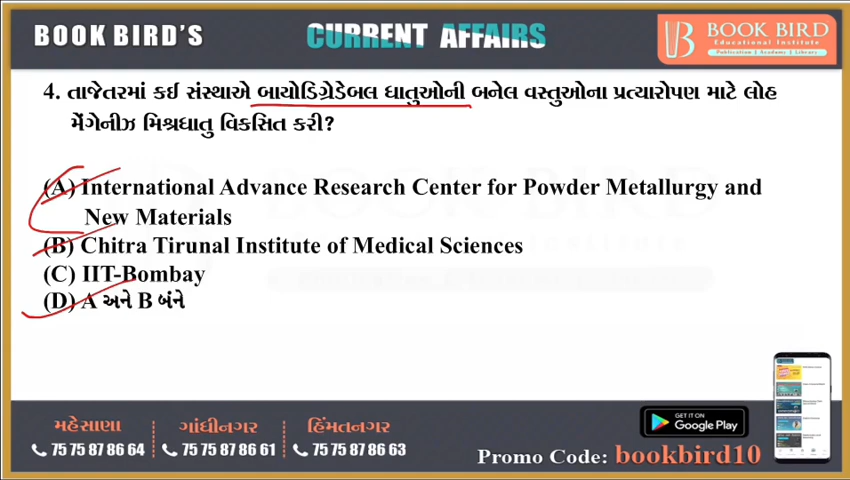 BOOK BIRD'S
CURRENT AFFAIRS
BOOK BIRD
Educational Institute
Publication | Academy | Library
4. તાજેતરમાં કઈ સંસ્થાએ બાયોડિગ્રેડેબલ ધાતુઓની બનેલ વસ્તુઓના પ્રત્યારોપણ માટે લોહ
મેંગેનીઝ મિશ્રધાતુ વિકસિત કરી?
(A) International Advance Research Center for Powder Metallurgy and
New Materials
(B) Chitra Tirunal Institute of Medical Sciences
(C) IIT-Bombay
(D) A અને B બંને
મહેસાણા
75 75 87 86 64
ગાંધીનગર
75 75 87 86 61
હિંમતનગર
75 75 87 86 63
GET IT ON
Google Play
Promo Code: bookbird10